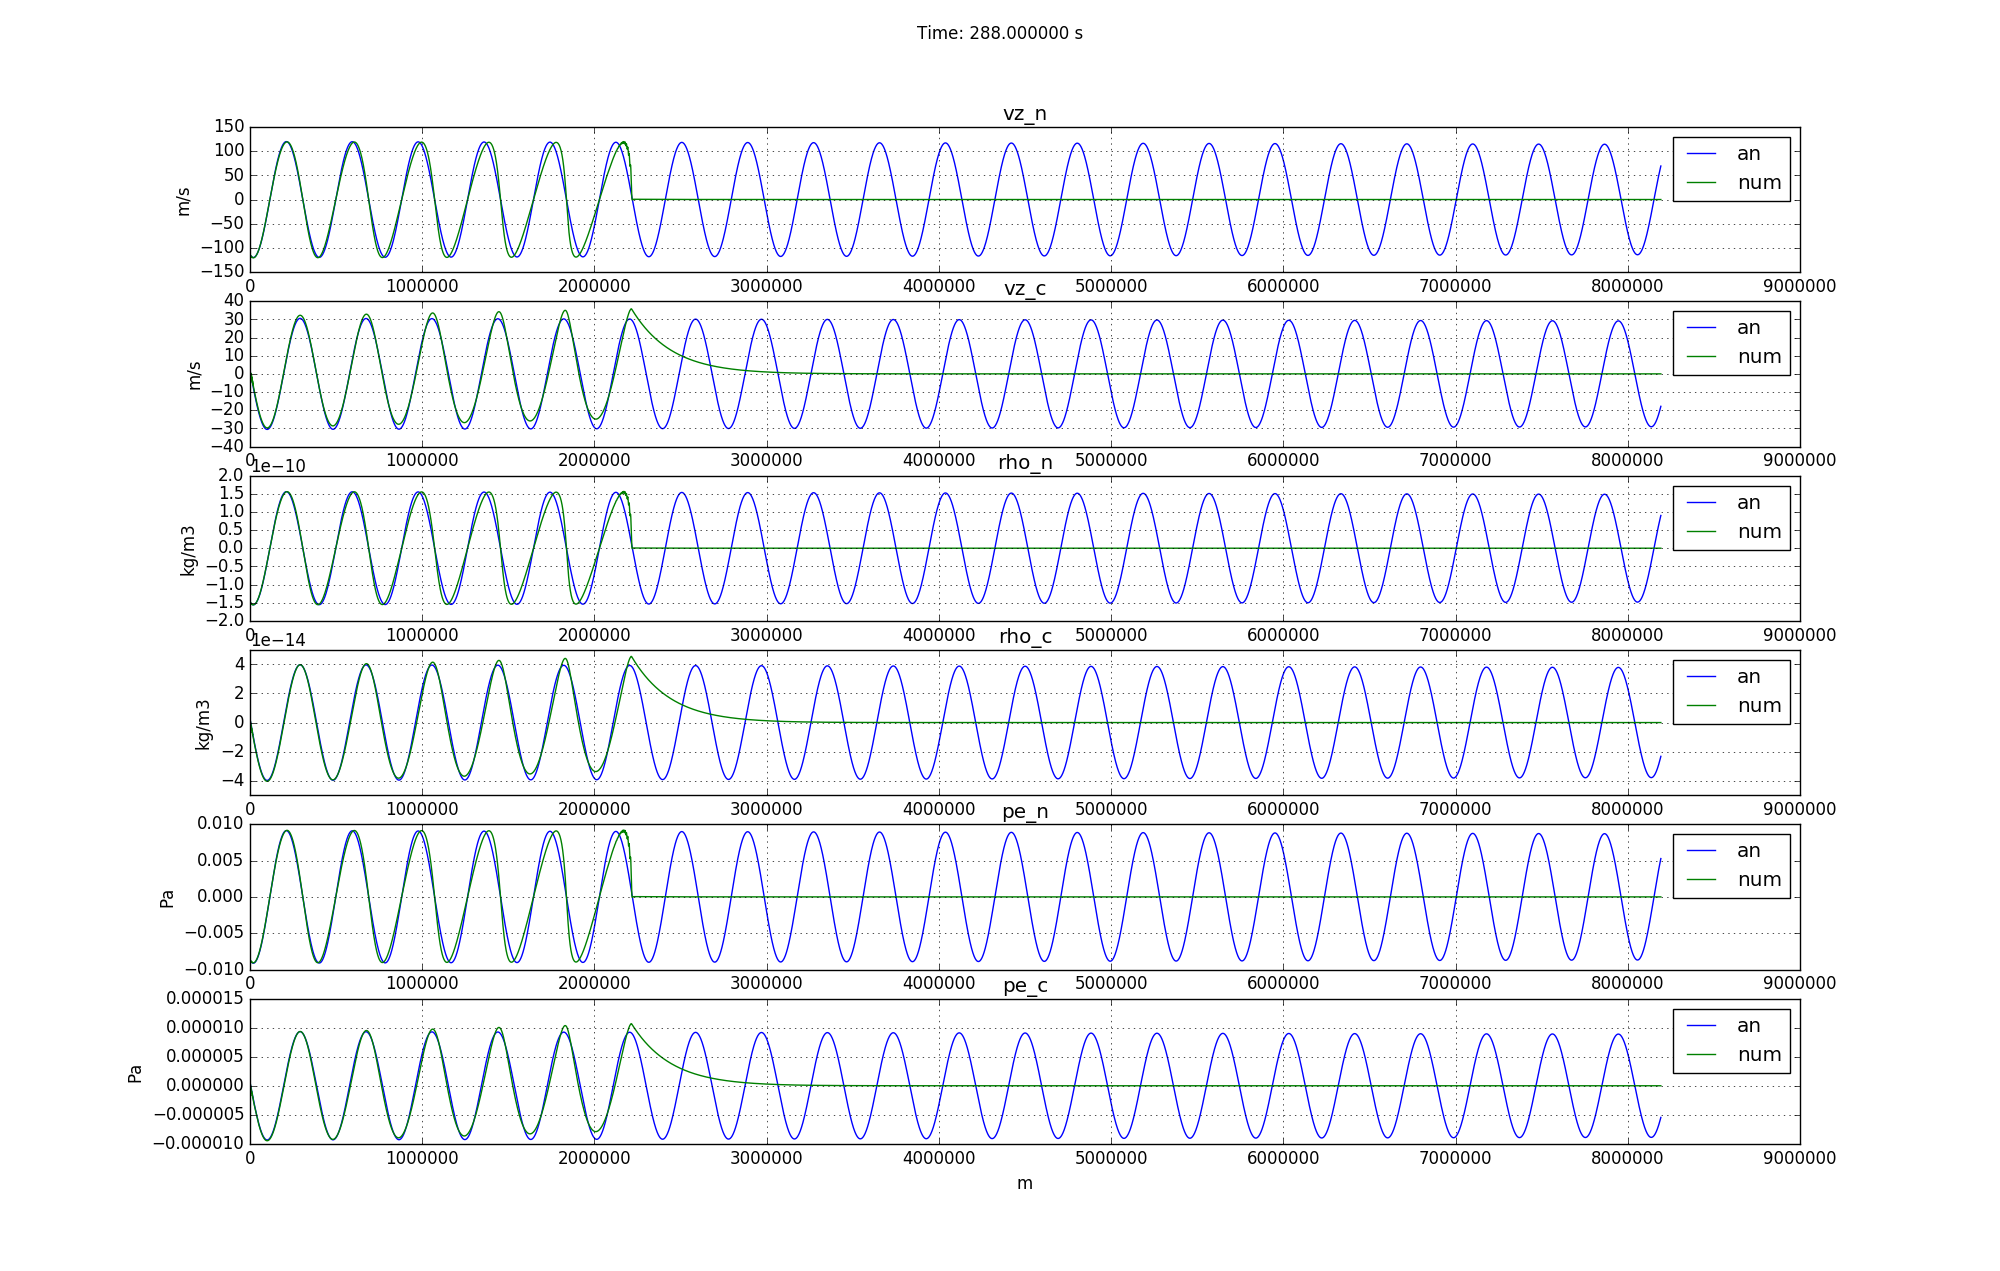 Time: 288.000000 s
vz_n
150
100
50
0
−50
−100
−150
m/s
an
num
0 1000000 2000000 3000000 4000000 5000000 6000000 7000000 8000000 9000000
vz_c
40
30
20
10
0
−10
−20
−30
−40
m/s
an
num
0 1000000 2000000 3000000 4000000 5000000 6000000 7000000 8000000 9000000
1e−10
rho_n
2.0
1.5
1.0
0.5
0.0
−0.5
−1.0
−1.5
−2.0
kg/m3
an
num
0 1000000 2000000 3000000 4000000 5000000 6000000 7000000 8000000 9000000
1e−14
rho_c
4
2
0
−2
−4
kg/m3
an
num
0 1000000 2000000 3000000 4000000 5000000 6000000 7000000 8000000 9000000
pe_n
0.010
0.005
0.000
−0.005
−0.010
Pa
an
num
0 1000000 2000000 3000000 4000000 5000000 6000000 7000000 8000000 9000000
pe_c
0.000015
0.000010
0.000005
0.000000
−0.000005
−0.000010
Pa
an
num
0 1000000 2000000 3000000 4000000 5000000 6000000 7000000 8000000 9000000
m